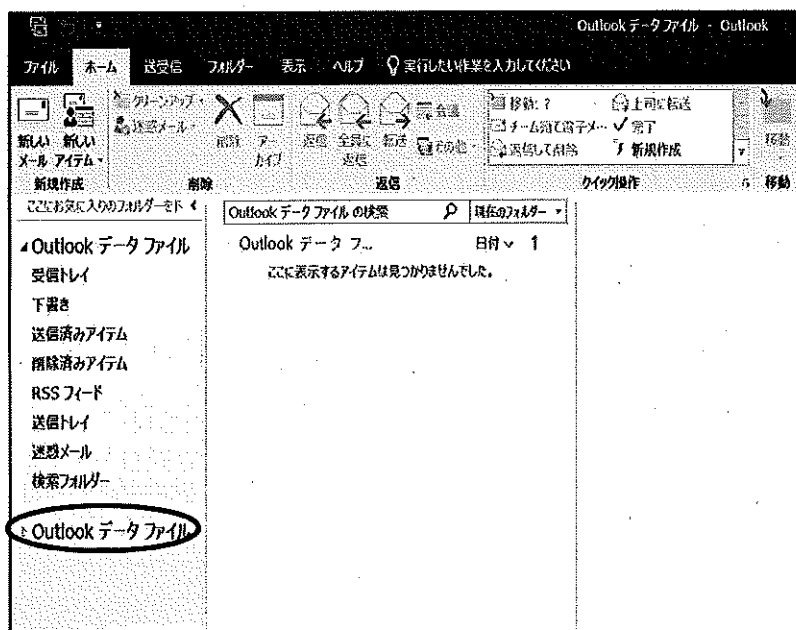 Outlook データ ファイル - Outlook
ファイル ホーム 送受信 フォルダー 表示 ヘルプ 実行したい作業を入力してください
新しい メール
新しい アイテム
クリーンアップ
迷惑メール
削除
アーカイブ
返信
全員に 返信
転送
会議
その他
移動: ?
チーム宛て電子メ…
返信して削除
上司に転送
完了
新規作成
移動
新規作成 削除 返信 クイック操作 移動
ここにお気に入りのフォルダーをド
Outlook データ ファイル の検索 現在のフォルダー
Outlook データ フ... 日付 1
ここに表示するアイテムは見つかりませんでした。
Outlook データ ファイル
受信トレイ
下書き
送信済みアイテム
削除済みアイテム
RSS フィード
送信トレイ
迷惑メール
検索フォルダー
Outlook データ ファイル